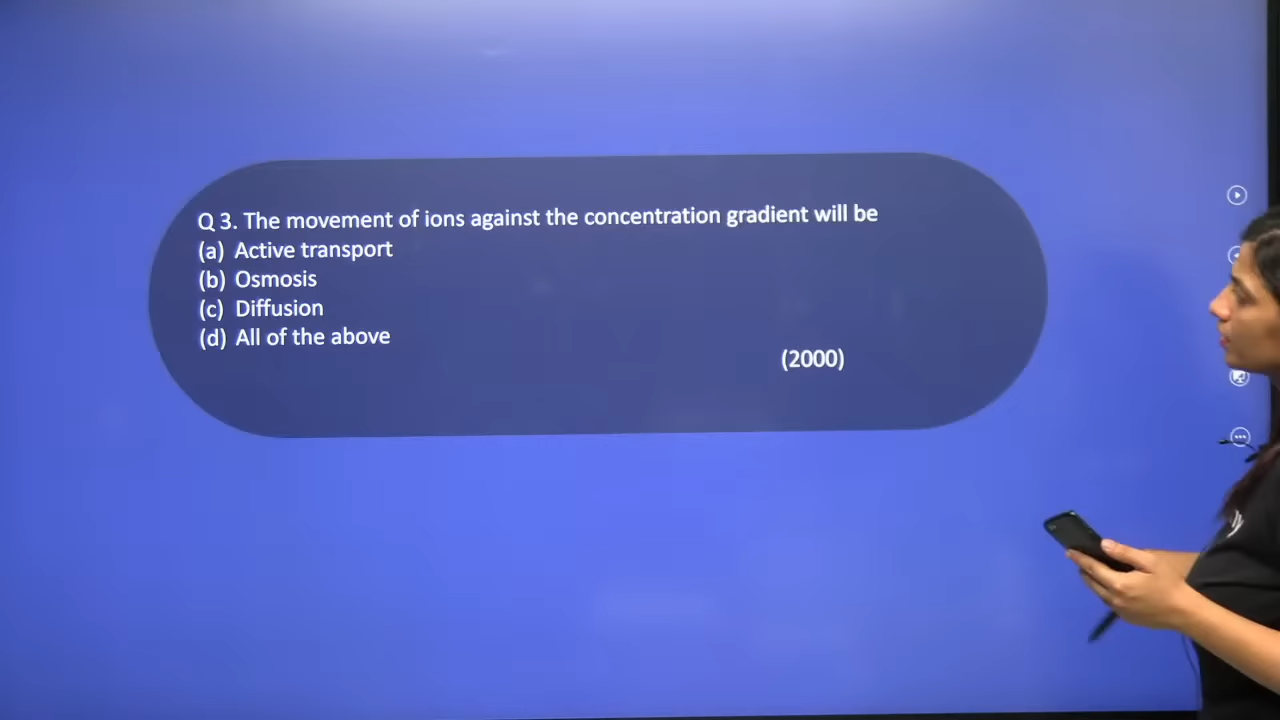 Q 3. The movement of ions against the concentration gradient will be
(a) Active transport
(b) Osmosis
(c) Diffusion
(d) All of the above
(2000)